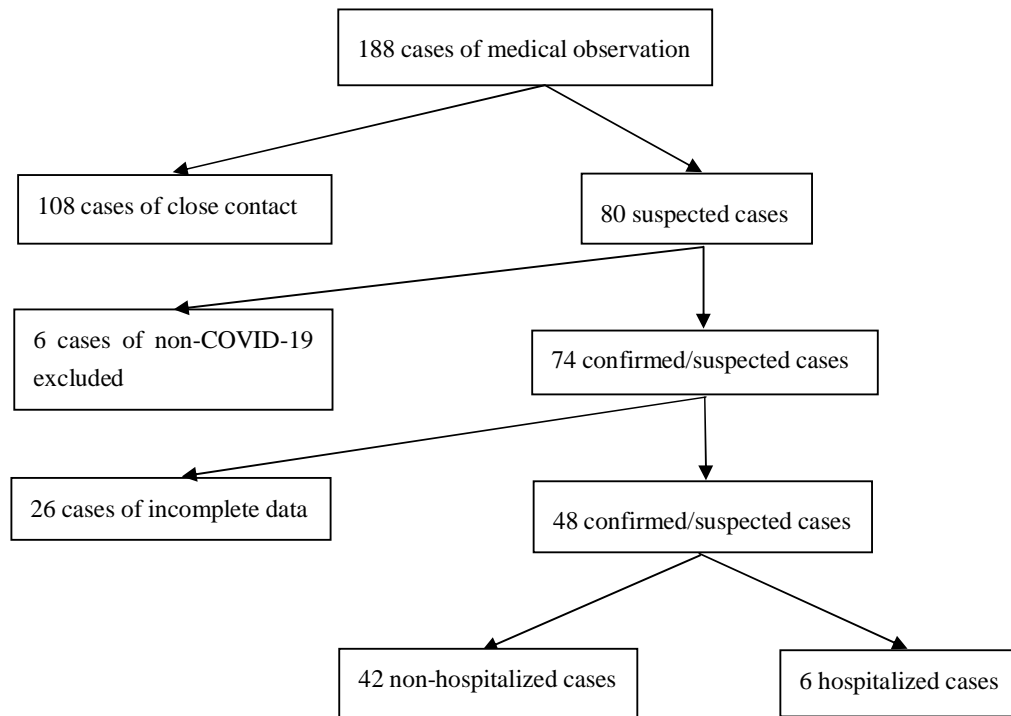 188 cases of medical observation
108 cases of close contact
80 suspected cases
6 cases of non-COVID-19
excluded
74 confirmed/suspected cases
26 cases of incomplete data
48 confirmed/suspected cases
42 non-hospitalized cases
6 hospitalized cases